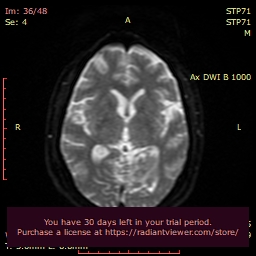 Im: 36/48
Se: 4
A
STP71
STP71
M
Ax DWI B 1000
R
L
You have 30 days left in your trial period.
Purchase a license at https://radiantviewer.com/store/